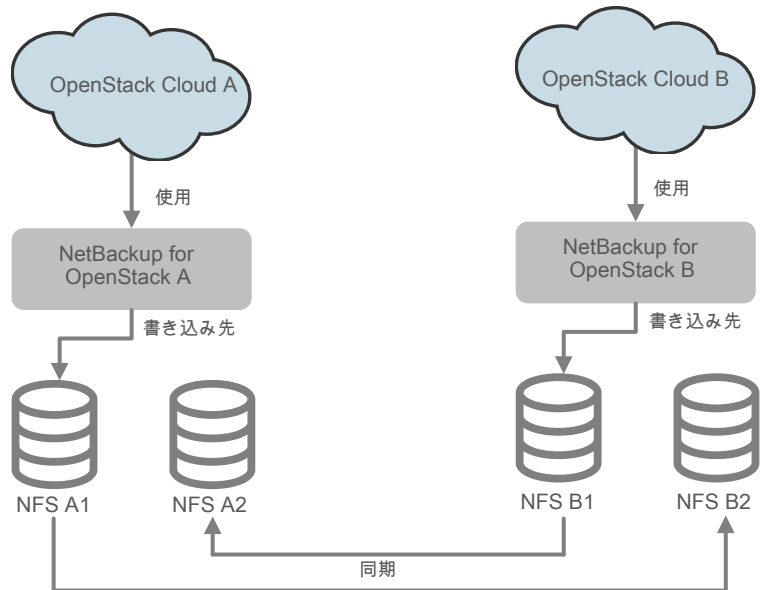 OpenStack Cloud A
OpenStack Cloud B
使用
使用
NetBackup for
OpenStack A
NetBackup for
OpenStack B
書き込み先
書き込み先
NFS A1
NFS A2
NFS B1
NFS B2
同期